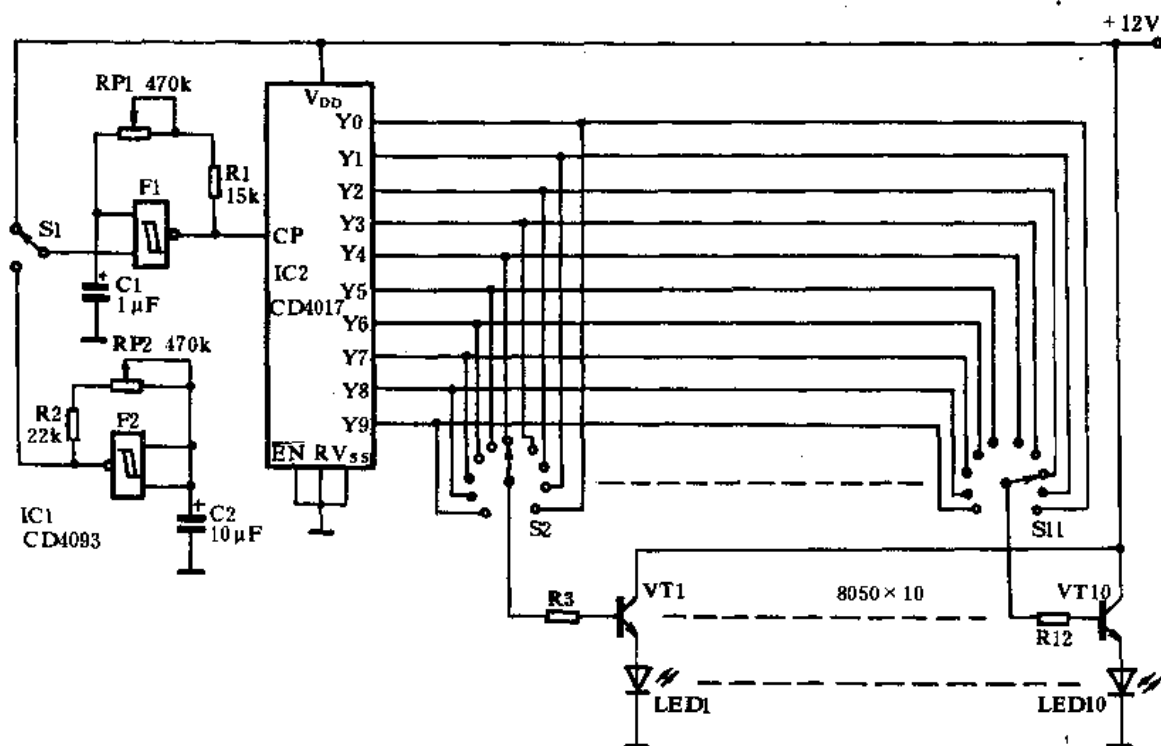 +12V
RP1 470k
VDD
Y0
Y1
Y2
Y3
Y4
Y5
Y6
Y7
Y8
Y9
R1
15k
F1
S1
CP
IC2
CD4017
C1
1μF
RP2 470k
R2
22k
F2
EN R VSS
C2
10μF
IC1
CD4093
S2
S11
R3
VT1
8050×10
VT10
R12
LED1
LED10